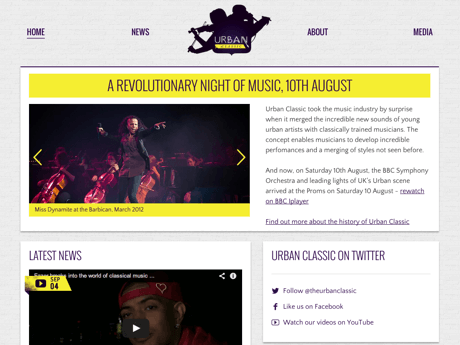 HOME
NEWS
URBAN
CLASSIC
ABOUT
MEDIA
A REVOLUTIONARY NIGHT OF MUSIC, 10TH AUGUST
Urban Classic took the music industry by surprise
when it merged the incredible new sounds of young
urban artists with classically trained musicians. The
concept enables musicians to develop incredible
perfomances and a merging of styles not seen before.
And now, on Saturday 10th August, the BBC Symphony
Orchestra and leading lights of UK's Urban scene
arrived at the Proms on Saturday 10 August – rewatch
on BBC Iplayer
Find out more about the history of Urban Classic
Miss Dynamite at the Barbican, March 2012
LATEST NEWS
breaks into the world of classical music ...
SEP
04
URBAN CLASSIC ON TWITTER
Follow @theurbanclassic
Like us on Facebook
Watch our videos on YouTube